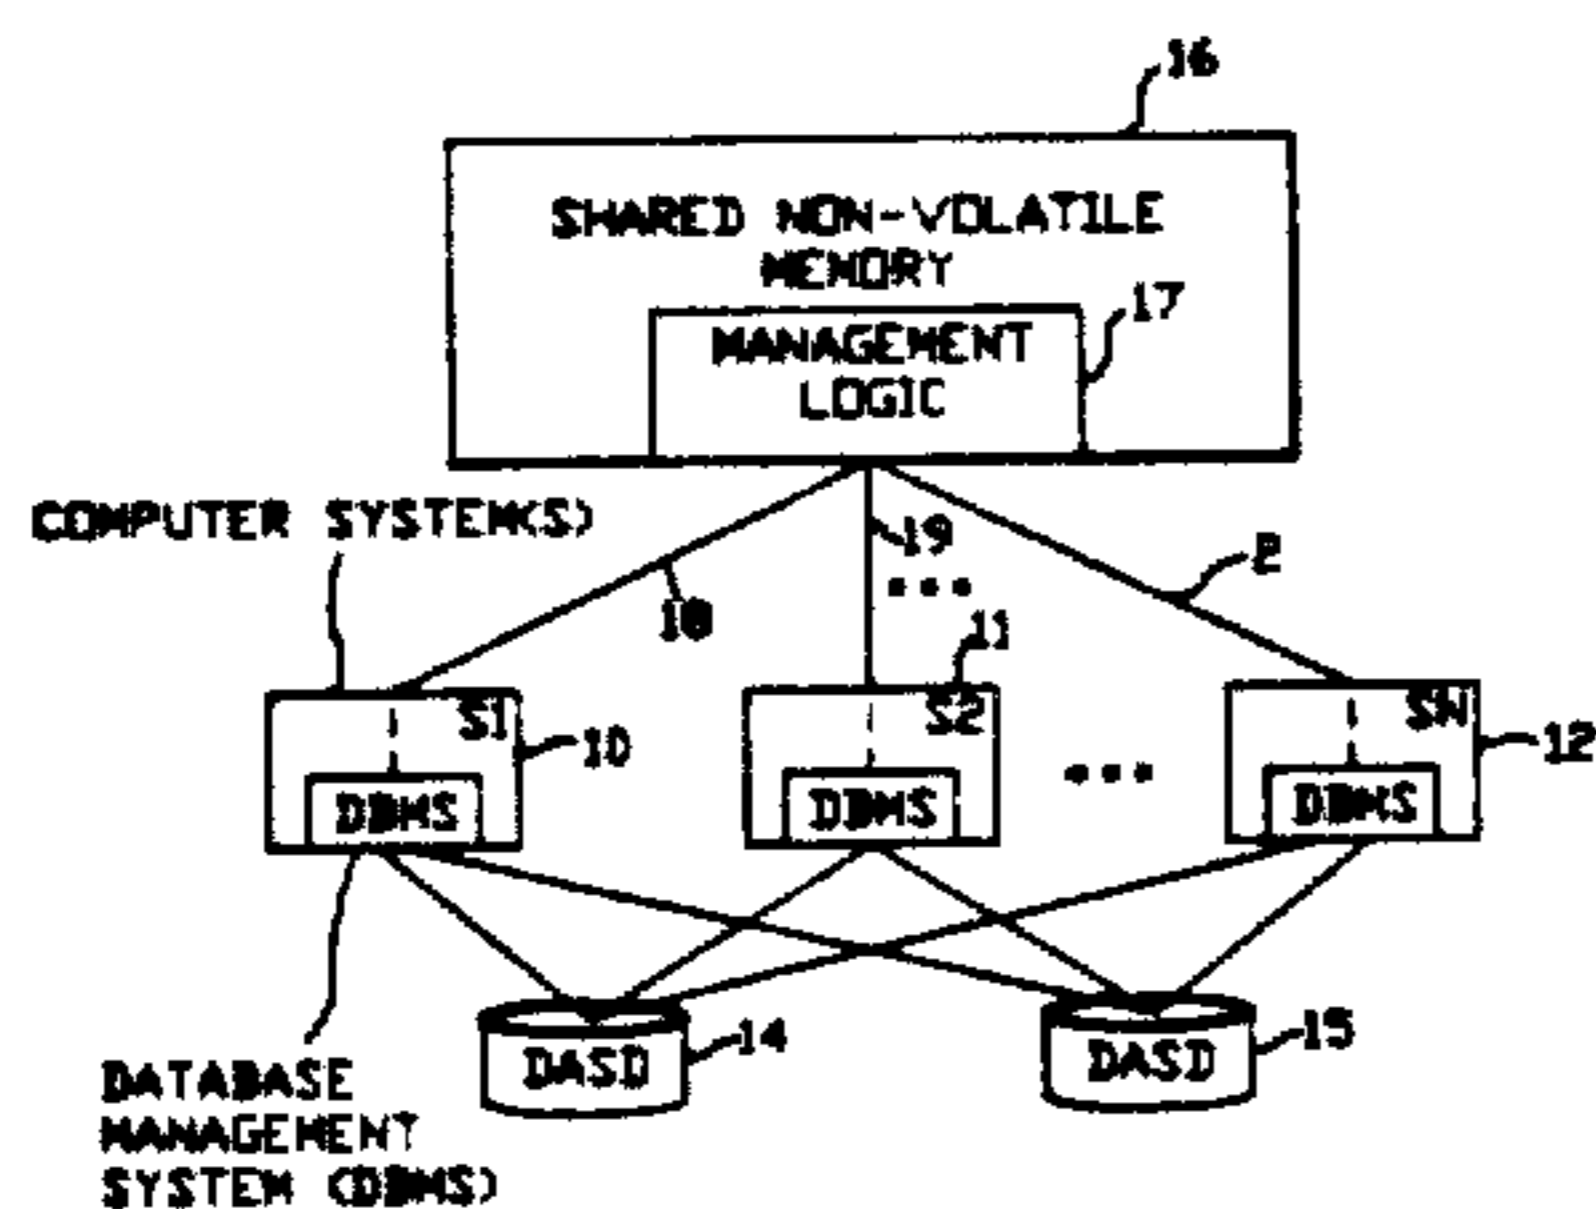 16
SHARED NON-VOLATILE
MEMORY
17
MANAGEMENT
LOGIC
COMPUTER SYSTEM(S)
18
19
2
11
S1
10
S2
SN
12
DBMS
DBMS
DBMS
DASD
14
DASD
15
DATABASE
MANAGEMENT
SYSTEM (DBMS)